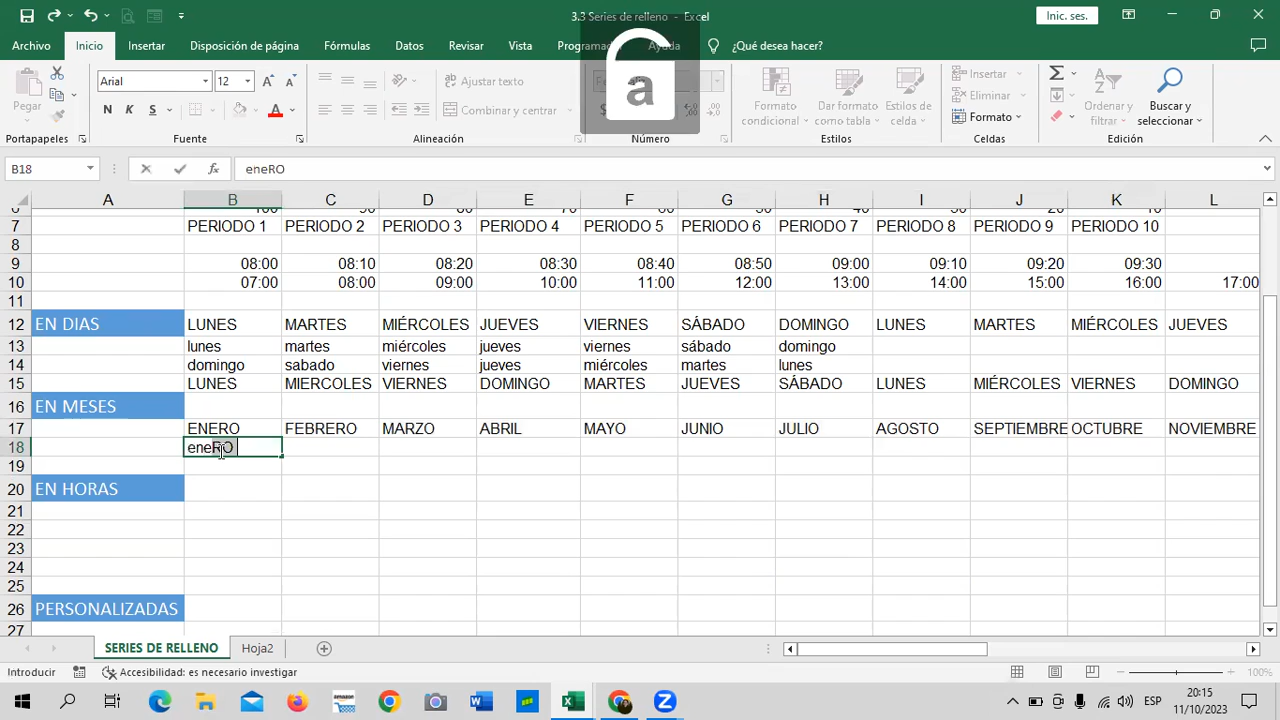 3.3 Series de relleno - Excel
Inic. ses.
Archivo Inicio Insertar Disposición de página Fórmulas Datos Revisar Vista Ayuda ¿Qué desea hacer?
Pegar
Arial 12
N K S
Ajustar texto
Combinar y centrar
Formato condicional
Dar formato como tabla
Estilos de celda
Insertar
Eliminar
Formato
Ordenar y filtrar
Buscar y seleccionar
Portapapeles Fuente Alineación Número Estilos Celdas Edición
a
B18 fx eneRO
A B C D E F G H I J K L
7 PERIODO 1 PERIODO 2 PERIODO 3 PERIODO 4 PERIODO 5 PERIODO 6 PERIODO 7 PERIODO 8 PERIODO 9 PERIODO 10
8
9 08:00 08:10 08:20 08:30 08:40 08:50 09:00 09:10 09:20 09:30
10 07:00 08:00 09:00 10:00 11:00 12:00 13:00 14:00 15:00 16:00 17:00
11
12 EN DIAS LUNES MARTES MIÉRCOLES JUEVES VIERNES SÁBADO DOMINGO LUNES MARTES MIÉRCOLES JUEVES
13 lunes martes miércoles jueves viernes sábado domingo
14 domingo sabado viernes jueves miércoles martes lunes
15 LUNES MIERCOLES VIERNES DOMINGO MARTES JUEVES SÁBADO LUNES MIÉRCOLES VIERNES DOMINGO
16 EN MESES
17 ENERO FEBRERO MARZO ABRIL MAYO JUNIO JULIO AGOSTO SEPTIEMBRE OCTUBRE NOVIEMBRE
18 eneRO
19
20 EN HORAS
21
22
23
24
25
26 PERSONALIZADAS
27
SERIES DE RELLENO Hoja2
Introducir Accesibilidad: es necesario investigar 100%
ESP 20:15
11/10/2023